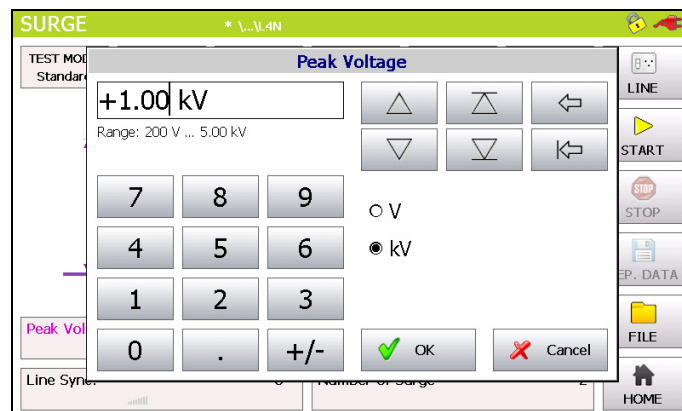 SURGE * \...\L4N
TEST MOD
Standard
Peak Voltage
+1.00 kV
Range: 200 V ... 5.00 kV
7 8 9
4 5 6
1 2 3
0 . +/-
V
kV
OK Cancel
Peak Vol
Line Sync.
Number of Surge 2
LINE
START
STOP
STOP
EP. DATA
FILE
HOME